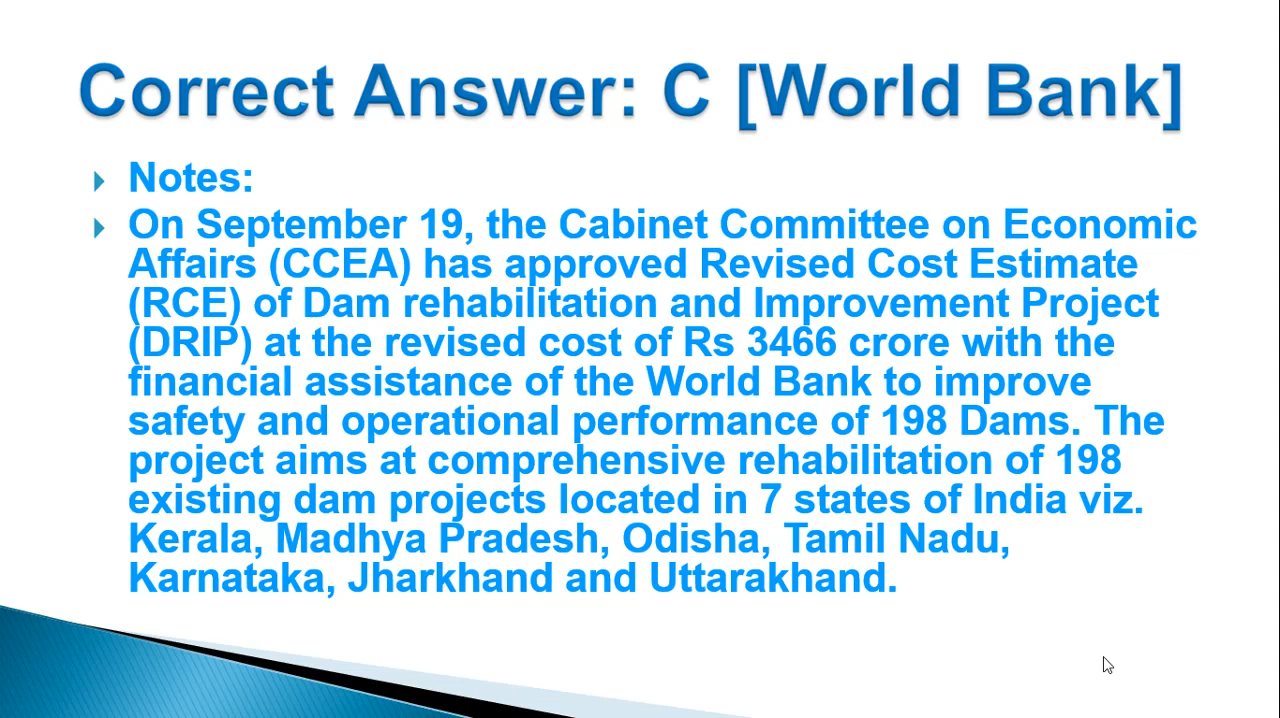 Correct Answer: C [World Bank]
Notes:
On September 19, the Cabinet Committee on Economic
Affairs (CCEA) has approved Revised Cost Estimate
(RCE) of Dam rehabilitation and Improvement Project
(DRIP) at the revised cost of Rs 3466 crore with the
financial assistance of the World Bank to improve
safety and operational performance of 198 Dams. The
project aims at comprehensive rehabilitation of 198
existing dam projects located in 7 states of India viz.
Kerala, Madhya Pradesh, Odisha, Tamil Nadu,
Karnataka, Jharkhand and Uttarakhand.